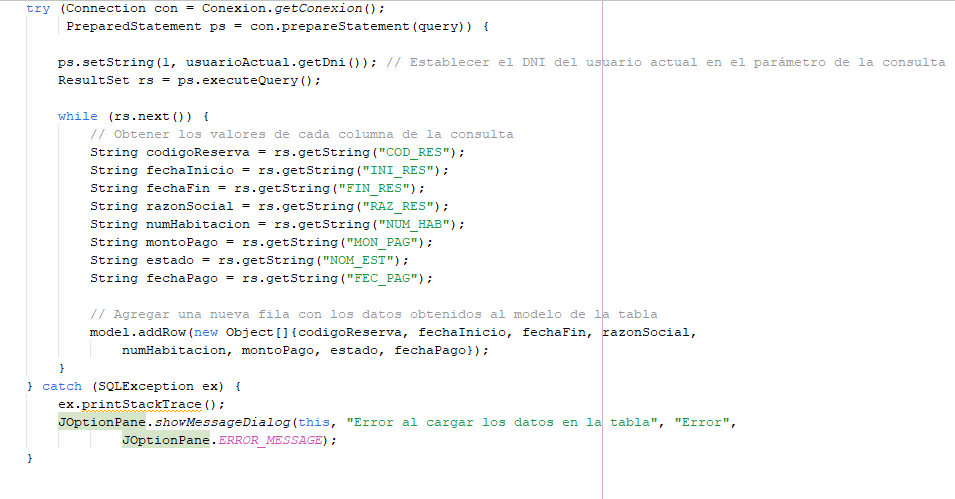 try (Connection con = Conexion.getConexion();
PreparedStatement ps = con.prepareStatement(query)) {
ps.setString(1, usuarioActual.getDni()); // Establecer el DNI del usuario actual en el parámetro de la consulta
ResultSet rs = ps.executeQuery();
while (rs.next()) {
// Obtener los valores de cada columna de la consulta
String codigoReserva = rs.getString("COD_RES");
String fechaInicio = rs.getString("INI_RES");
String fechaFin = rs.getString("FIN_RES");
String razonSocial = rs.getString("RAZ_RES");
String numHabitacion = rs.getString("NUM_HAB");
String montoPago = rs.getString("MON_PAG");
String estado = rs.getString("NOM_EST");
String fechaPago = rs.getString("FEC_PAG");
// Agregar una nueva fila con los datos obtenidos al modelo de la tabla
model.addRow(new Object[]{codigoReserva, fechaInicio, fechaFin, razonSocial,
numHabitacion, montoPago, estado, fechaPago});
}
} catch (SQLException ex) {
ex.printStackTrace();
JOptionPane.showMessageDialog(this, "Error al cargar los datos en la tabla", "Error",
JOptionPane.ERROR_MESSAGE);
}